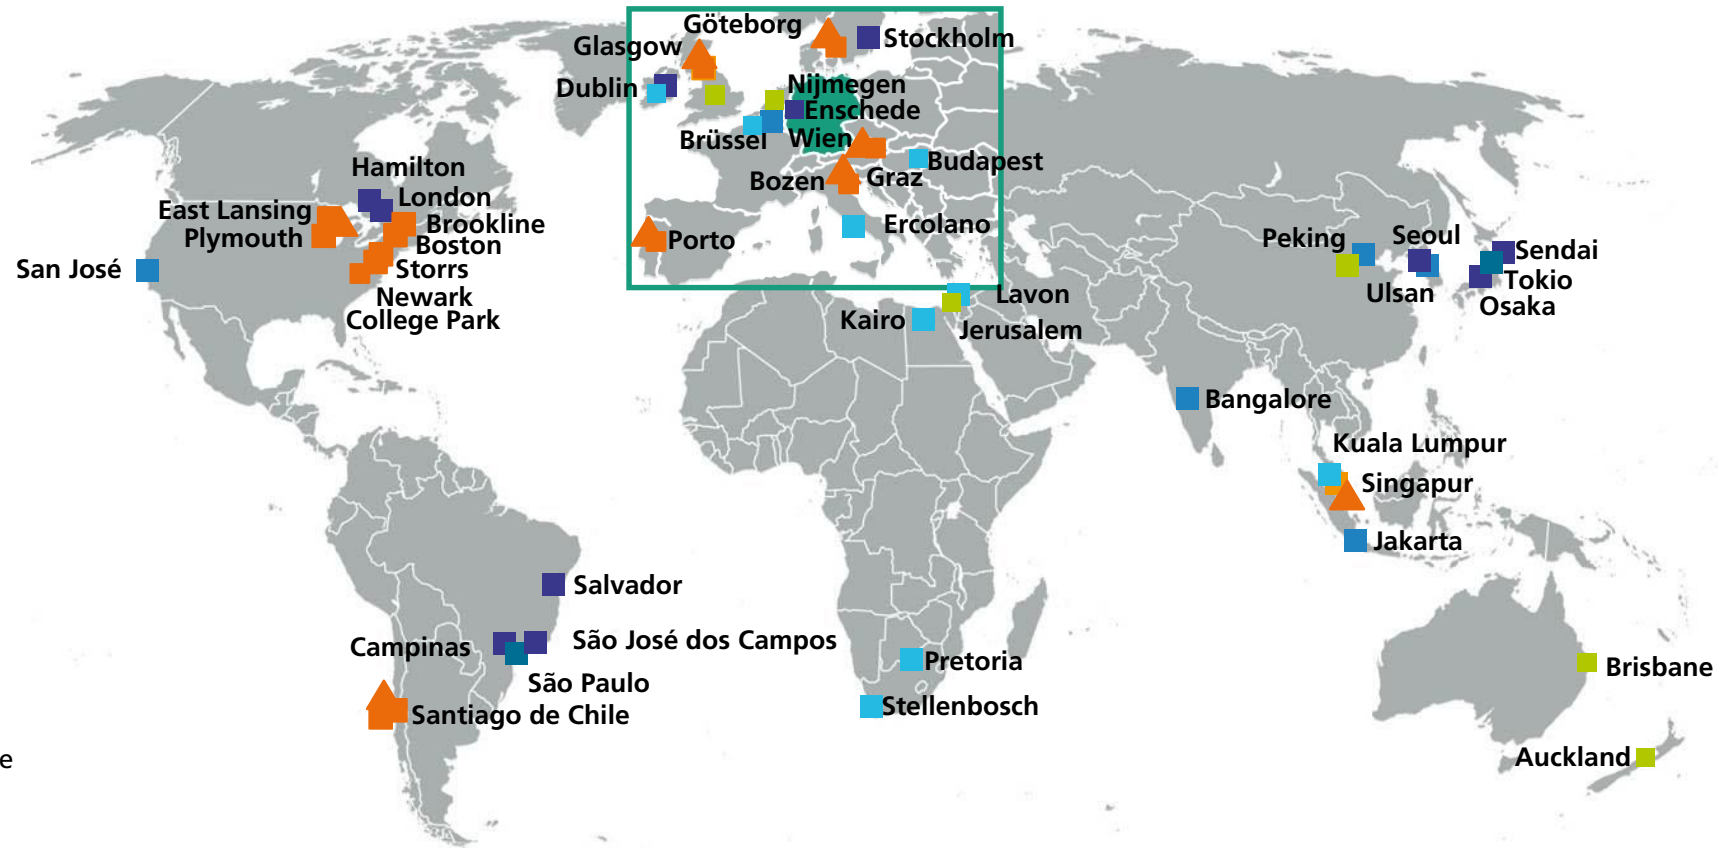 Göteborg
Stockholm
Glasgow
Dublin
Nijmegen
Enschede
Brüssel
Wien
Budapest
Bozen
Graz
Ercolano
Porto
Hamilton
London
East Lansing
Brookline
Plymouth
Boston
San José
Storrs
Newark
College Park
Lavon
Kairo
Jerusalem
Peking
Seoul
Sendai
Tokio
Ulsan
Osaka
Bangalore
Kuala Lumpur
Singapur
Jakarta
Salvador
Campinas
São José dos Campos
São Paulo
Santiago de Chile
Pretoria
Stellenbosch
Brisbane
Auckland
e